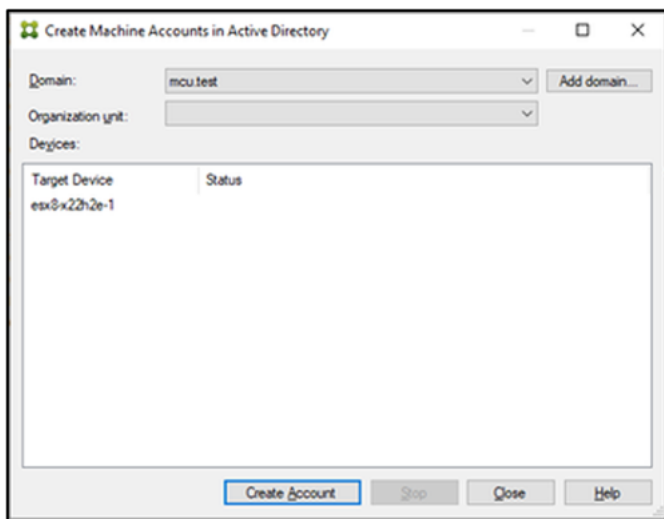 Create Machine Accounts in Active Directory
Domain: mcu.test Add domain...
Organization unit:
Devices:
Target Device Status
esx8-x22h2e-1
Create Account Stop Close Help